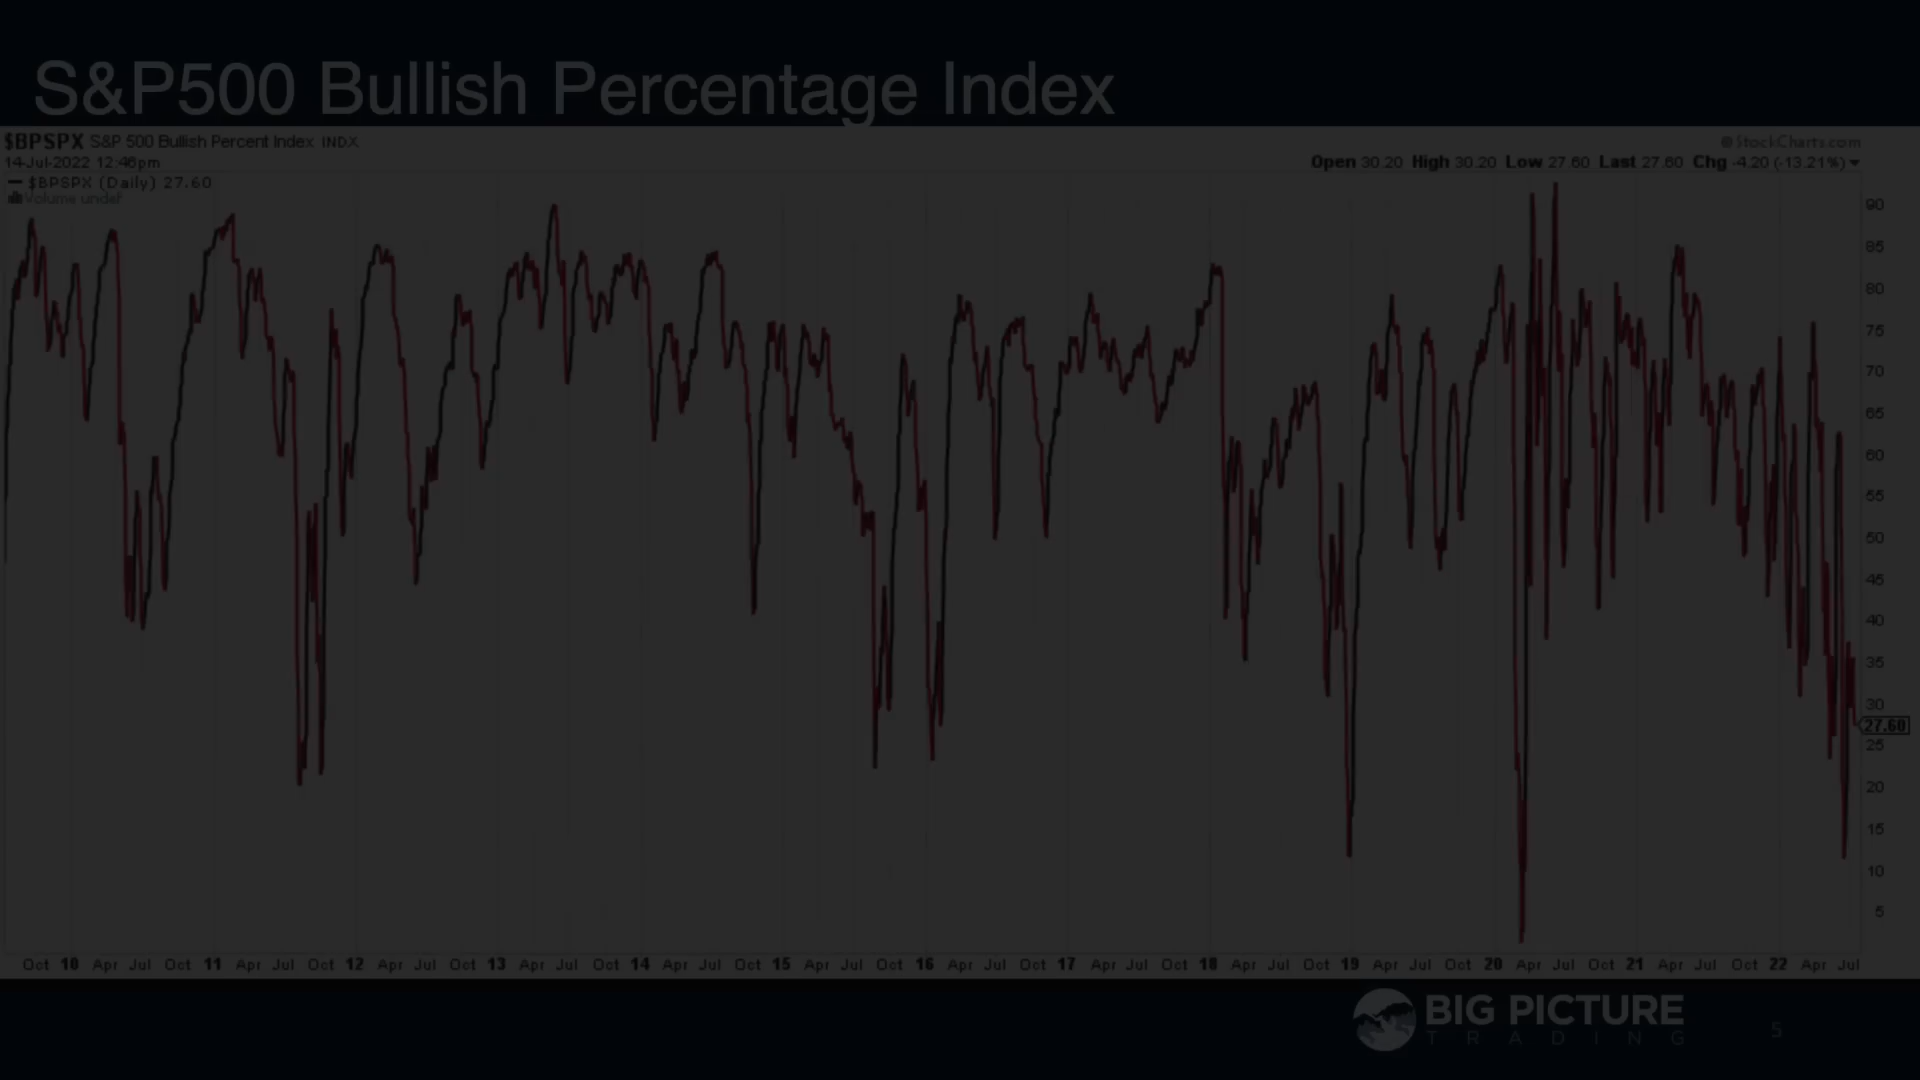 S&P500 Bullish Percentage Index
$BPSPX S&P 500 Bullish Percent Index INDX
© StockCharts.com
14-Jul-2022 12:46pm
Open 30.20 High 30.20 Low 27.60 Last 27.60 Chg -4.20 (-13.21%)
$BPSPX (Daily) 27.60
Volume undef
90
85
80
75
70
65
60
55
50
45
40
35
30
27.60
25
20
15
10
5
Oct 10 Apr Jul Oct 11 Apr Jul Oct 12 Apr Jul Oct 13 Apr Jul Oct 14 Apr Jul Oct 15 Apr Jul Oct 16 Apr Jul Oct 17 Apr Jul Oct 18 Apr Jul Oct 19 Apr Jul Oct 20 Apr Jul Oct 21 Apr Jul Oct 22 Apr Jul
BIG PICTURE
TRADING
5